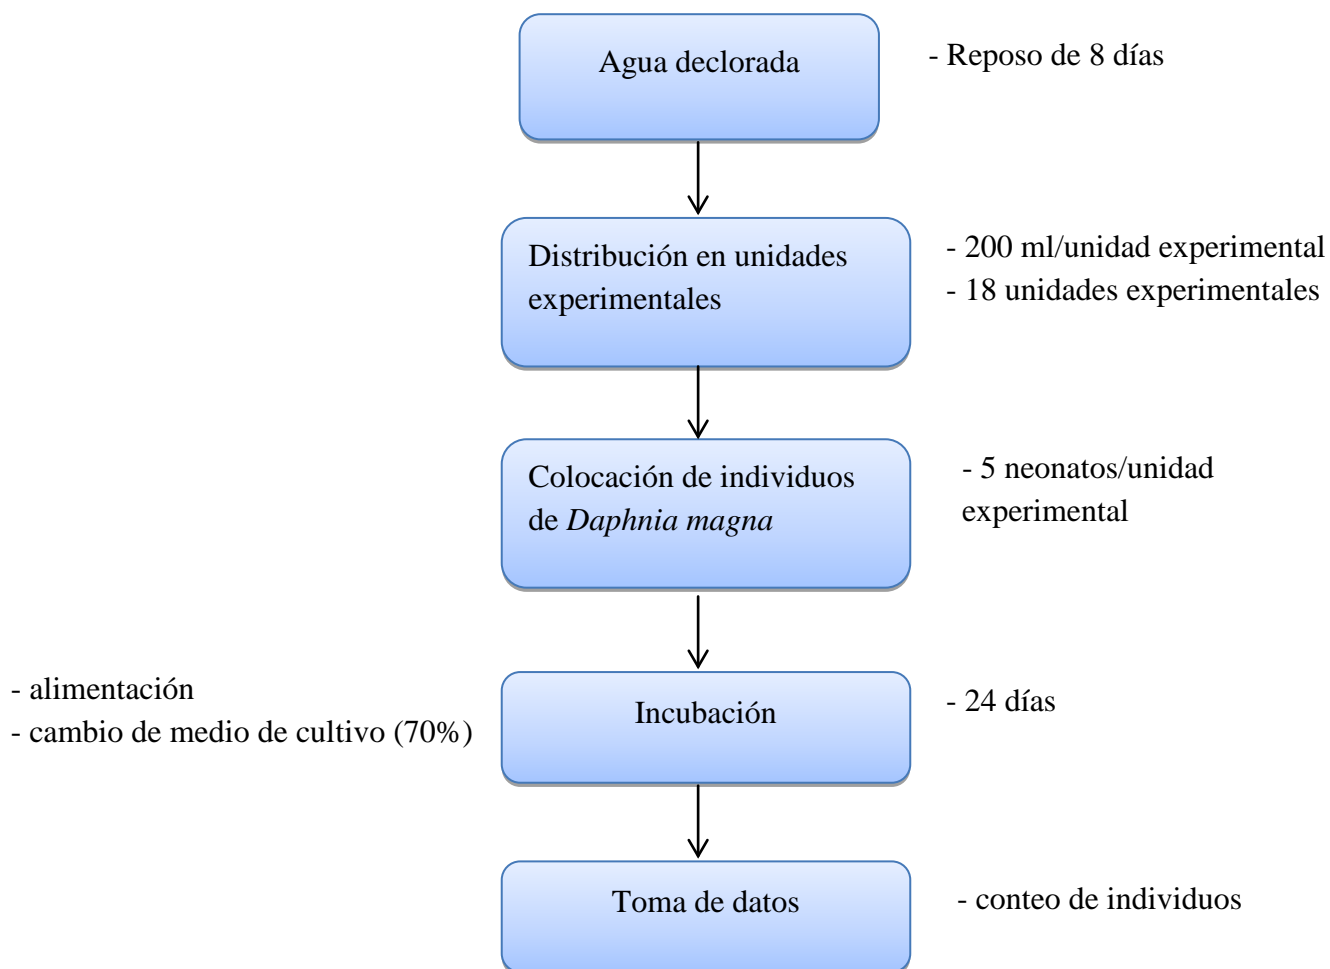 Agua declorada
- Reposo de 8 días
Distribución en unidades
experimentales
- 200 ml/unidad experimental
- 18 unidades experimentales
Colocación de individuos
de Daphnia magna
- 5 neonatos/unidad
experimental
- alimentación
- cambio de medio de cultivo (70%)
Incubación
- 24 días
Toma de datos
- conteo de individuos